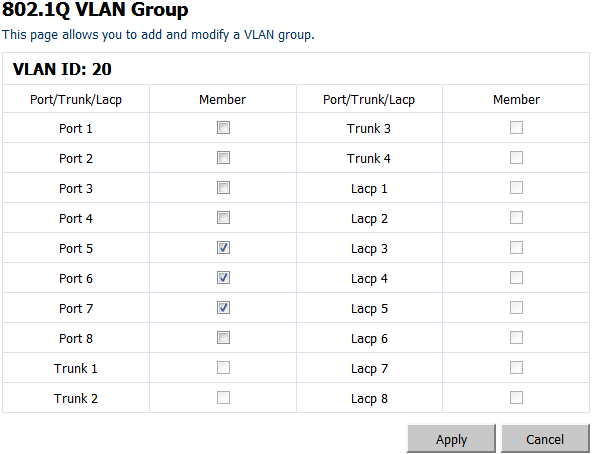 802.1Q VLAN Group
This page allows you to add and modify a VLAN group.
VLAN ID: 20
Port/Trunk/Lacp Member Port/Trunk/Lacp Member
Port 1 Trunk 3
Port 2 Trunk 4
Port 3 Lacp 1
Port 4 Lacp 2
Port 5 Lacp 3
Port 6 Lacp 4
Port 7 Lacp 5
Port 8 Lacp 6
Trunk 1 Lacp 7
Trunk 2 Lacp 8
Apply Cancel